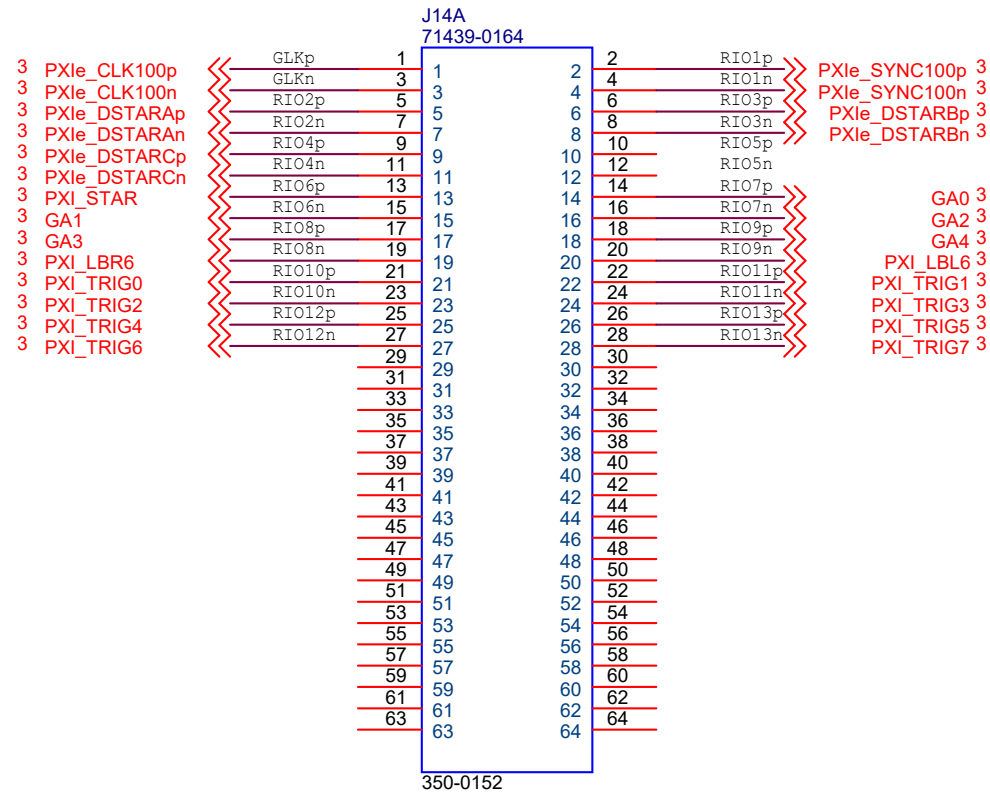 J14A
71439-0164
3 PXIe_CLK100p GLKp 1 1 2 2 RIO1p PXIe_SYNC100p 3
3 PXIe_CLK100n GLKn 3 3 4 4 RIO1n PXIe_SYNC100n 3
3 PXIe_DSTARAp RIO2p 5 5 6 6 RIO3p PXIe_DSTARBp 3
3 PXIe_DSTARAn RIO2n 7 7 8 8 RIO3n PXIe_DSTARBn 3
3 PXIe_DSTARCp RIO4p 9 9 10 10 RIO5p
3 PXIe_DSTARCn RIO4n 11 11 12 12 RIO5n
3 PXI_STAR RIO6p 13 13 14 14 RIO7p GA0 3
3 GA1 RIO6n 15 15 16 16 RIO7n GA2 3
3 GA3 RIO8p 17 17 18 18 RIO9p GA4 3
3 PXI_LBR6 RIO8n 19 19 20 20 RIO9n PXI_LBL6 3
3 PXI_TRIG0 RIO10p 21 21 22 22 RIO11p PXI_TRIG1 3
3 PXI_TRIG2 RIO10n 23 23 24 24 RIO11n PXI_TRIG3 3
3 PXI_TRIG4 RIO12p 25 25 26 26 RIO13p PXI_TRIG5 3
3 PXI_TRIG6 RIO12n 27 27 28 28 RIO13n PXI_TRIG7 3
29 29 30 30
31 31 32 32
33 33 34 34
35 35 36 36
37 37 38 38
39 39 40 40
41 41 42 42
43 43 44 44
45 45 46 46
47 47 48 48
49 49 50 50
51 51 52 52
53 53 54 54
55 55 56 56
57 57 58 58
59 59 60 60
61 61 62 62
63 63 64 64
350-0152